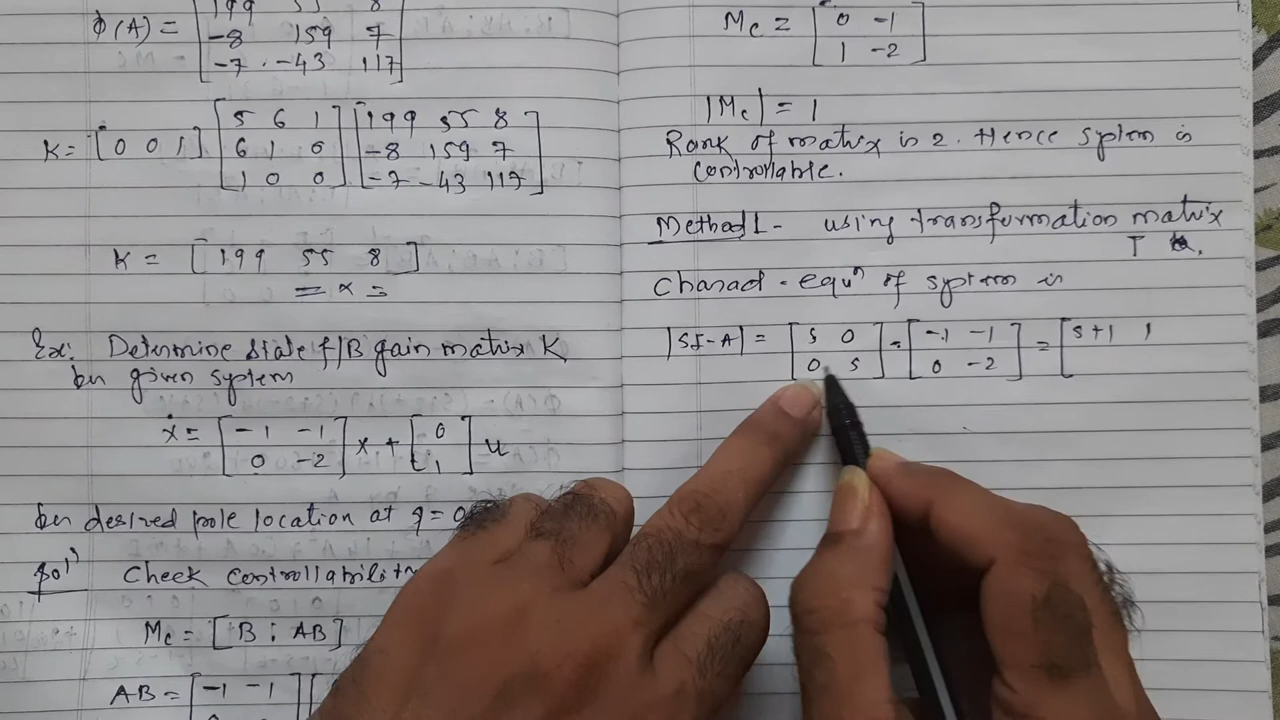 199 55 8
φ(A) = -8 159 7
-7 -43 117
K = [0 0 1] [5 6 1] [199 55 8]
[6 1 0] [-8 159 7]
[1 0 0] [-7 -43 117]
K = [199 55 8]
= x =
Ex: Determine state f/B gain matrix K
for given system
ẋ = [-1 -1] x + [0] u
[0 -2] [1]
for desired pole location at
Sol^n Check controllability
Mc = [B : AB]
AB = [-1 -1] [
Mc = [0 -1]
[1 -2]
|Mc| = 1
Rank of matrix is 2. Hence system is
controllable.
Method 1 - using transformation matrix
T
Charact. equ^n of system is
|SI-A| = [s 0] - [-1 -1] = [s+1 1
[0 s] [0 -2]